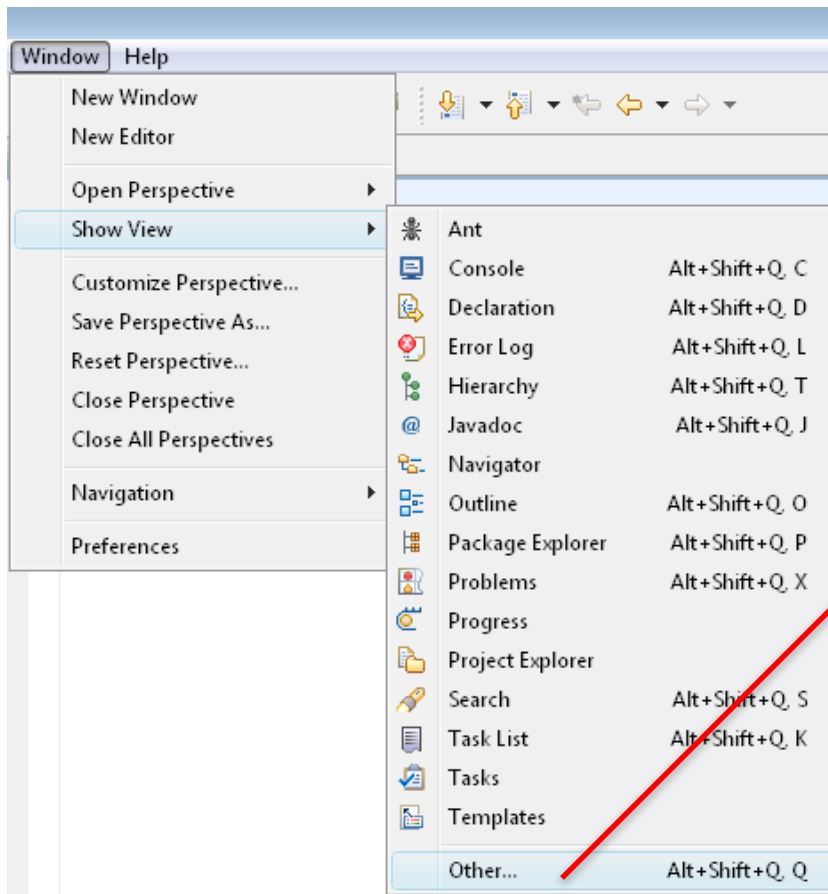 Window Help
New Window
New Editor
Open Perspective
Show View
Customize Perspective...
Save Perspective As...
Reset Perspective...
Close Perspective
Close All Perspectives
Navigation
Preferences
Ant
Console Alt+Shift+Q, C
Declaration Alt+Shift+Q, D
Error Log Alt+Shift+Q, L
Hierarchy Alt+Shift+Q, T
Javadoc Alt+Shift+Q, J
Navigator
Outline Alt+Shift+Q, O
Package Explorer Alt+Shift+Q, P
Problems Alt+Shift+Q, X
Progress
Project Explorer
Search Alt+Shift+Q, S
Task List Alt+Shift+Q, K
Tasks
Templates
Other... Alt+Shift+Q, Q